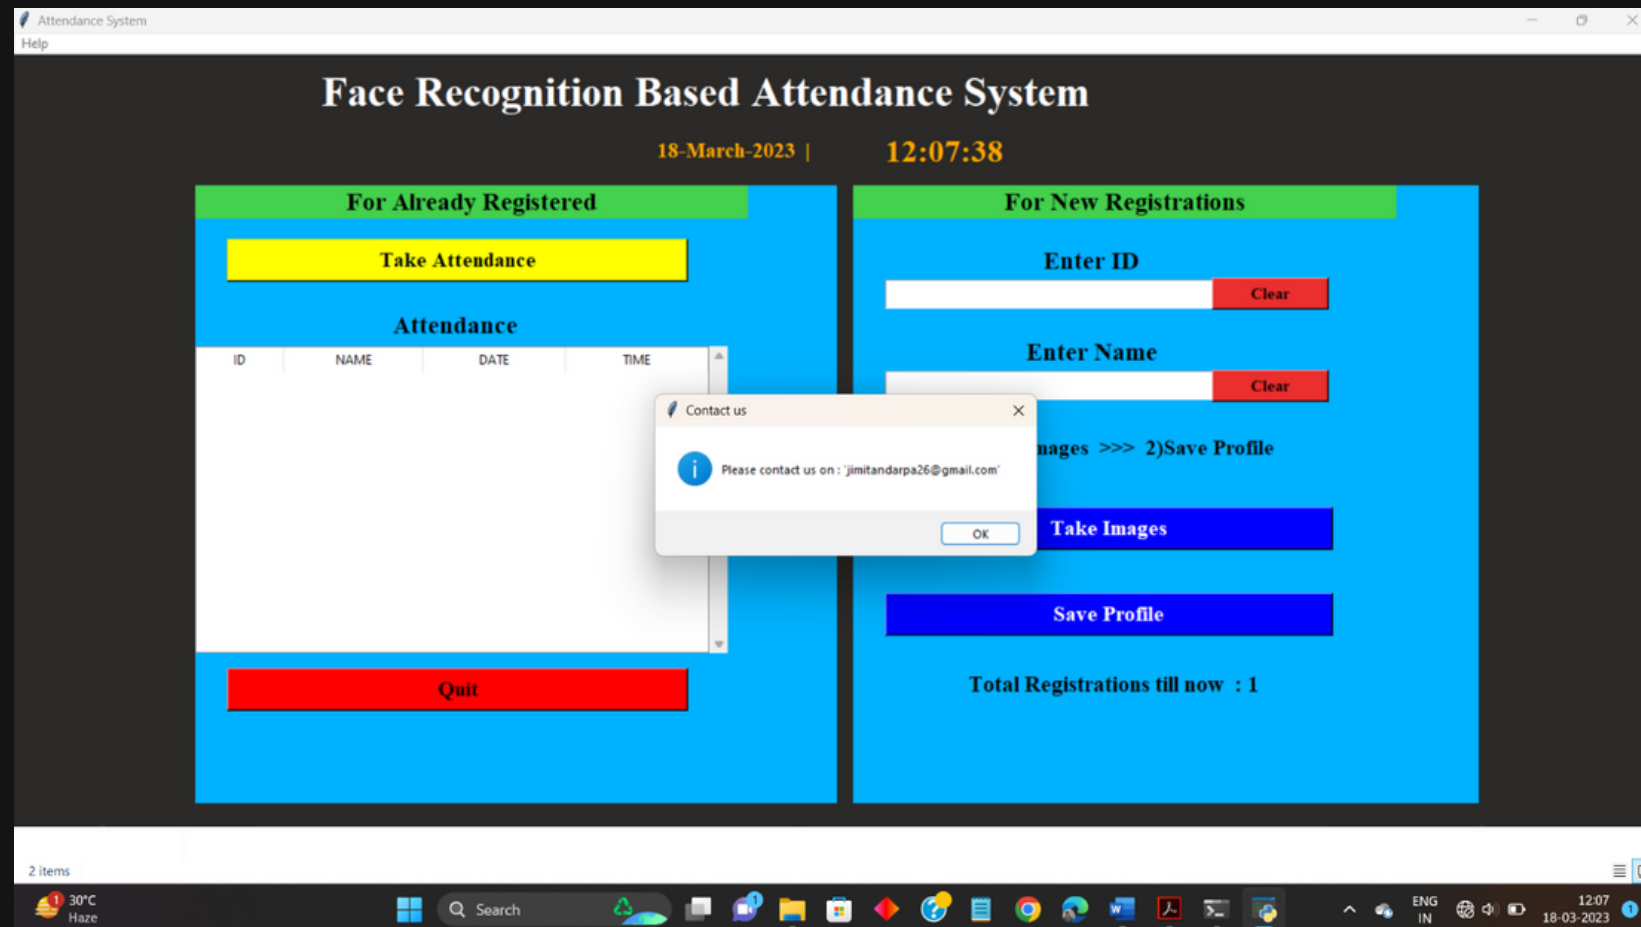 Attendance System
Help
Face Recognition Based Attendance System
18-March-2023 | 12:07:38
For Already Registered
Take Attendance
Attendance
ID NAME DATE TIME
Quit
For New Registrations
Enter ID
Clear
Enter Name
Clear
>>> 2)Save Profile
Take Images
Save Profile
Total Registrations till now : 1
Contact us
Please contact us on : 'jimitandarpa26@gmail.com'
OK
2 items
1
30°C
Haze
Search
1
ENG
IN
12:07
18-03-2023
1